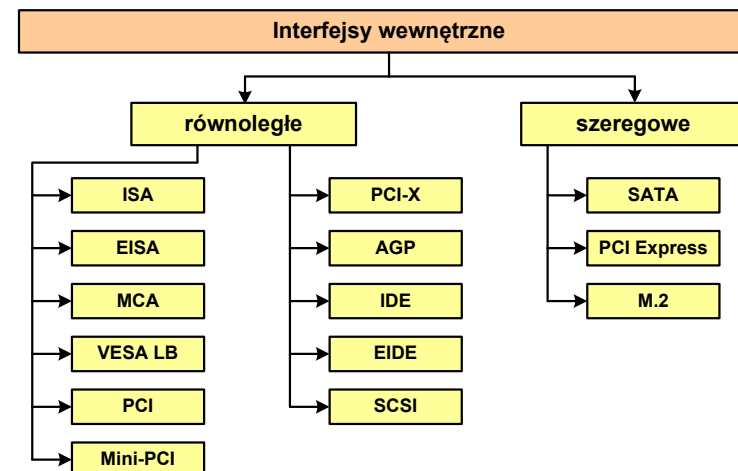 Interfejsy wewnętrzne
równoległe
szeregowe
ISA
EISA
MCA
VESA LB
PCI
Mini-PCI
PCI-X
AGP
IDE
EIDE
SCSI
SATA
PCI Express
M.2